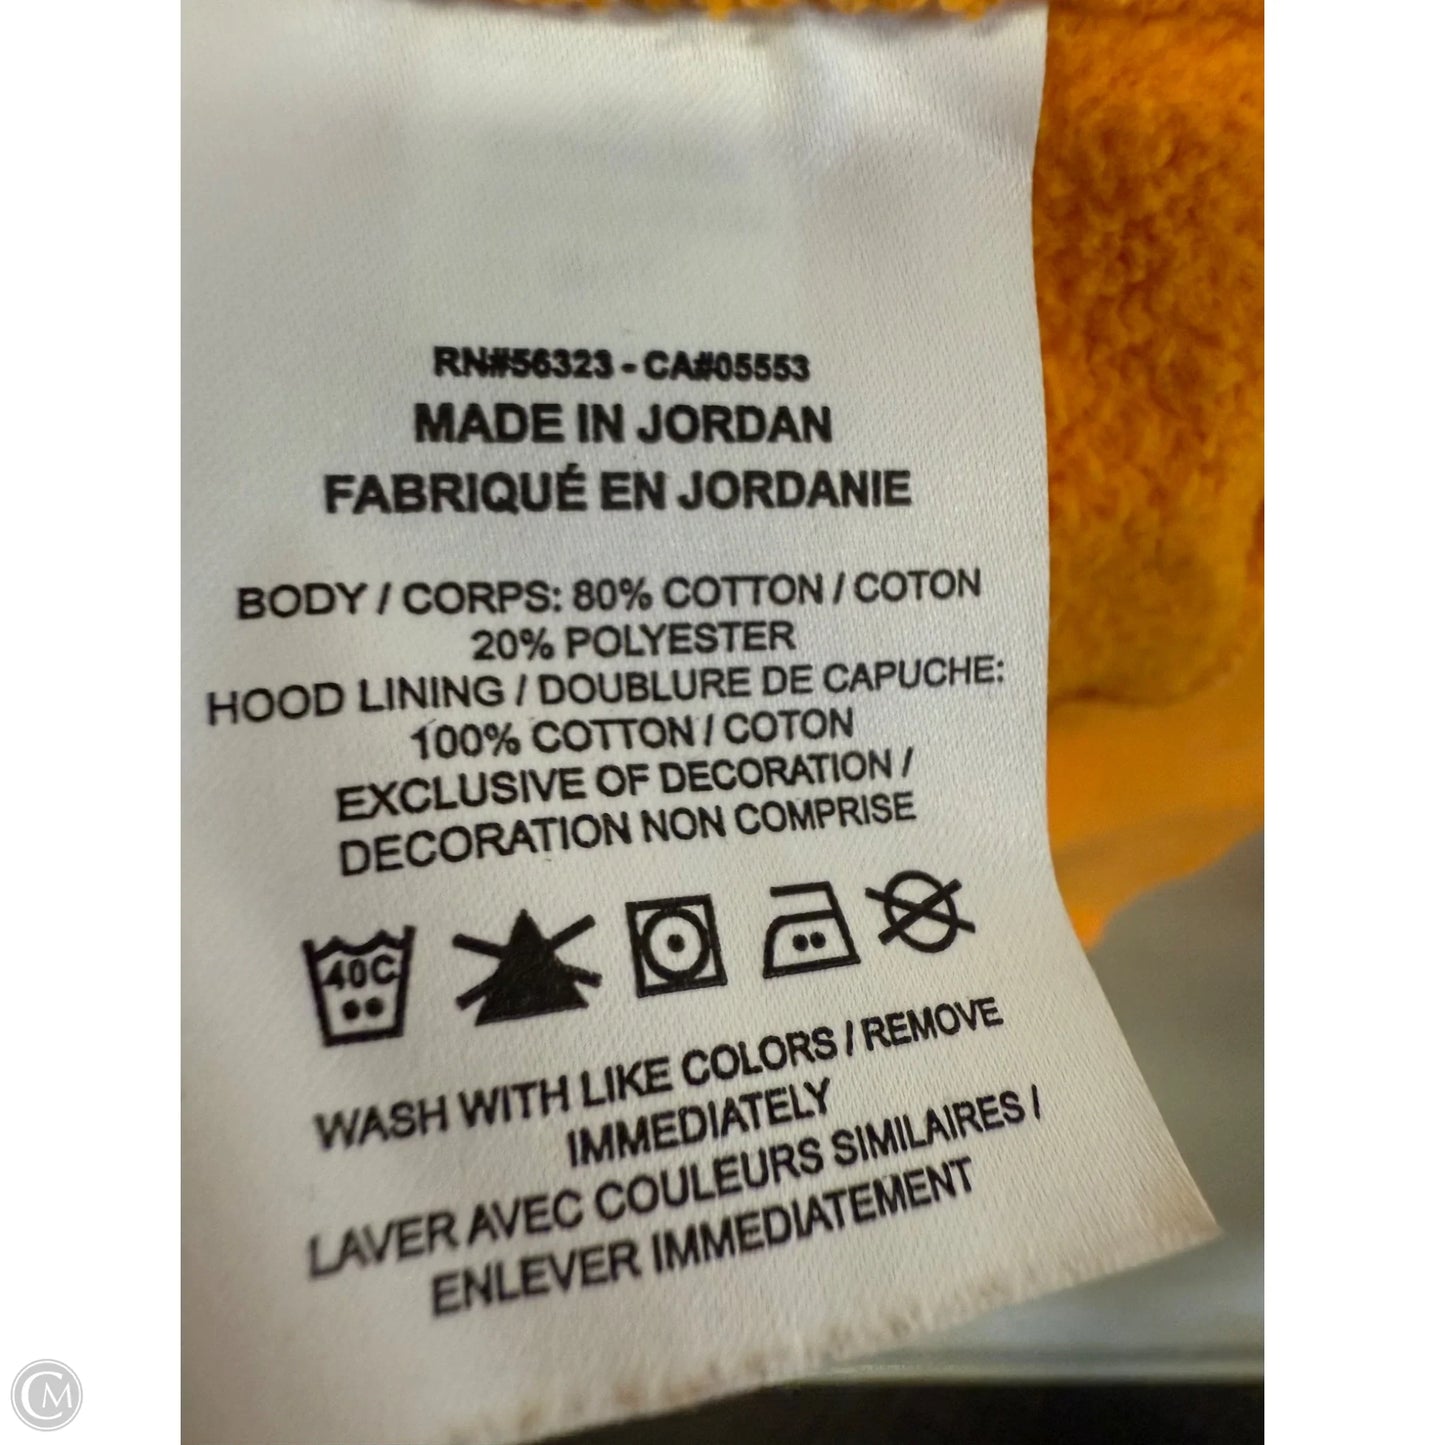 RN#56323 - CA#05553
MADE IN JORDAN
FABRIQUÉ EN JORDANIE
BODY / CORPS: 80% COTTON / COTON
20% POLYESTER
HOOD LINING / DOUBLURE DE CAPUCHE:
100% COTTON / COTON
EXCLUSIVE OF DECORATION /
DECORATION NON COMPRISE
40C
WASH WITH LIKE COLORS / REMOVE
IMMEDIATELY
LAVER AVEC COULEURS SIMILAIRES /
ENLEVER IMMEDIATEMENT
CM